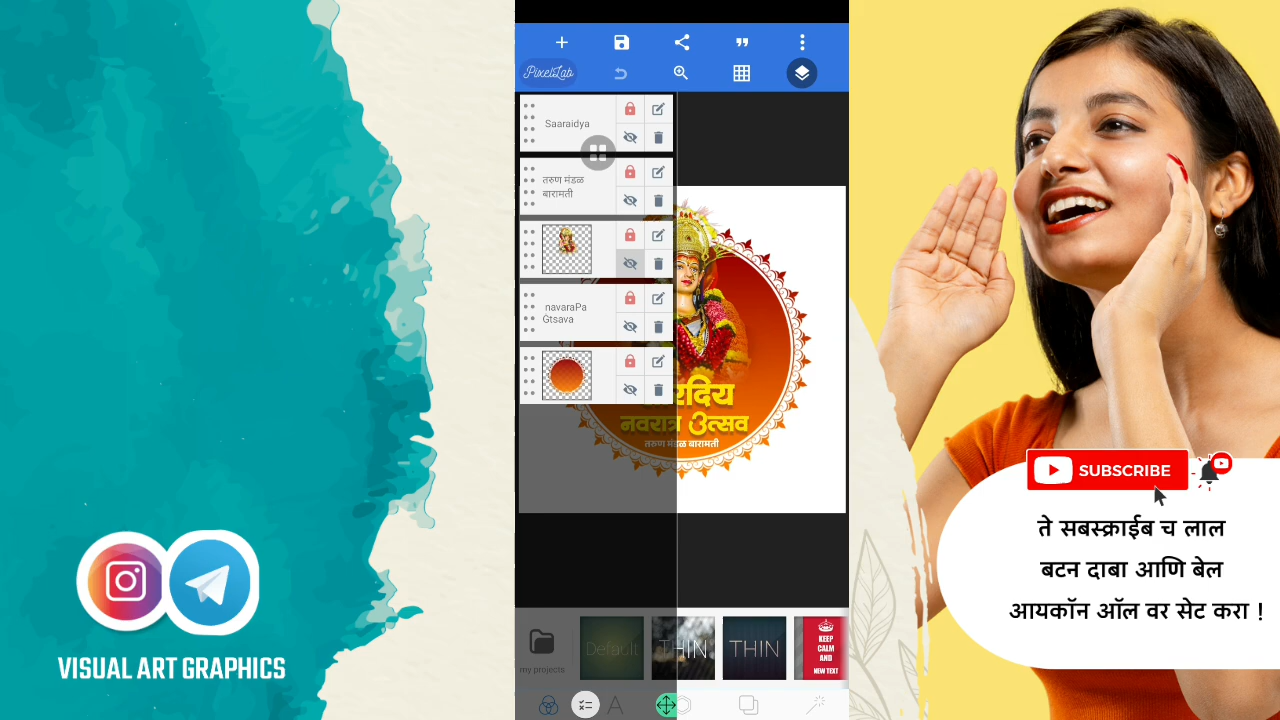 PixelLab
Saaraidya
तरुण मंडळ
बारामती
navaraPa
Gtsava
नवरात्र उत्सव
तरुण मंडळ बारामती
my projects
Default
THIN
THIN
KEEP
CALM
AND
NEW TEXT
A
VISUAL ART GRAPHICS
SUBSCRIBE
ते सबस्क्राईब च लाल
बटन दाबा आणि बेल
आयकॉन ऑल वर सेट करा !